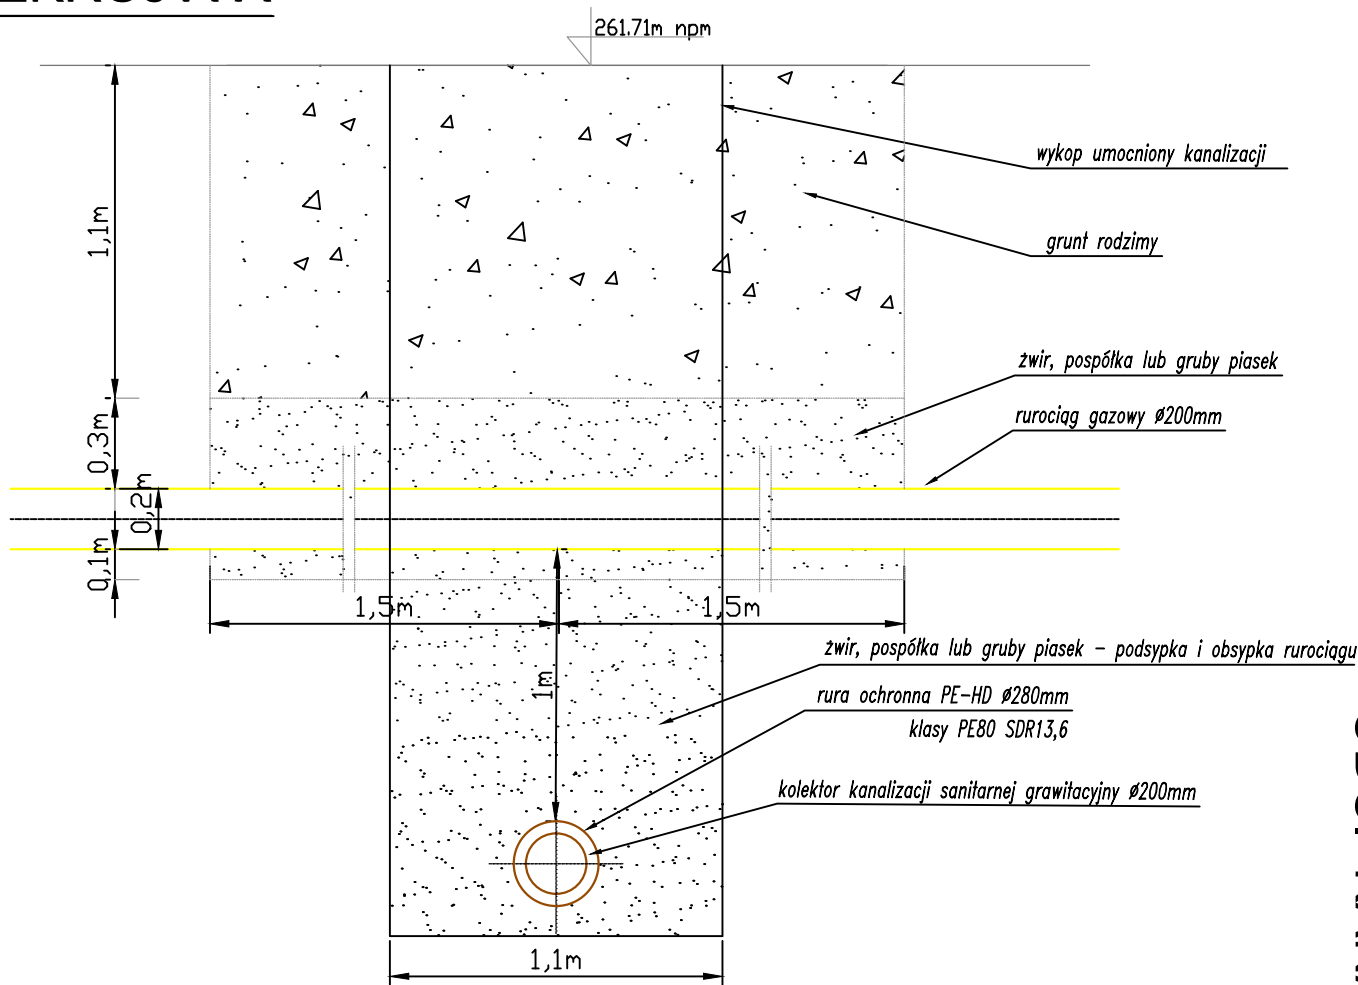 261.71m npm
wykop umocniony kanalizacji
1,1m
grunt rodzimy
żwir, pospółka lub gruby piasek
0,3m
rurociąg gazowy Ø200mm
0,2m
0,1m
1,5m
1,5m
żwir, pospółka lub gruby piasek - podsypka i obsypka rurociągu
1m
rura ochronna PE-HD Ø280mm
klasy PE80 SDR13,6
kolektor kanalizacji sanitarnej grawitacyjny Ø200mm
1,1m